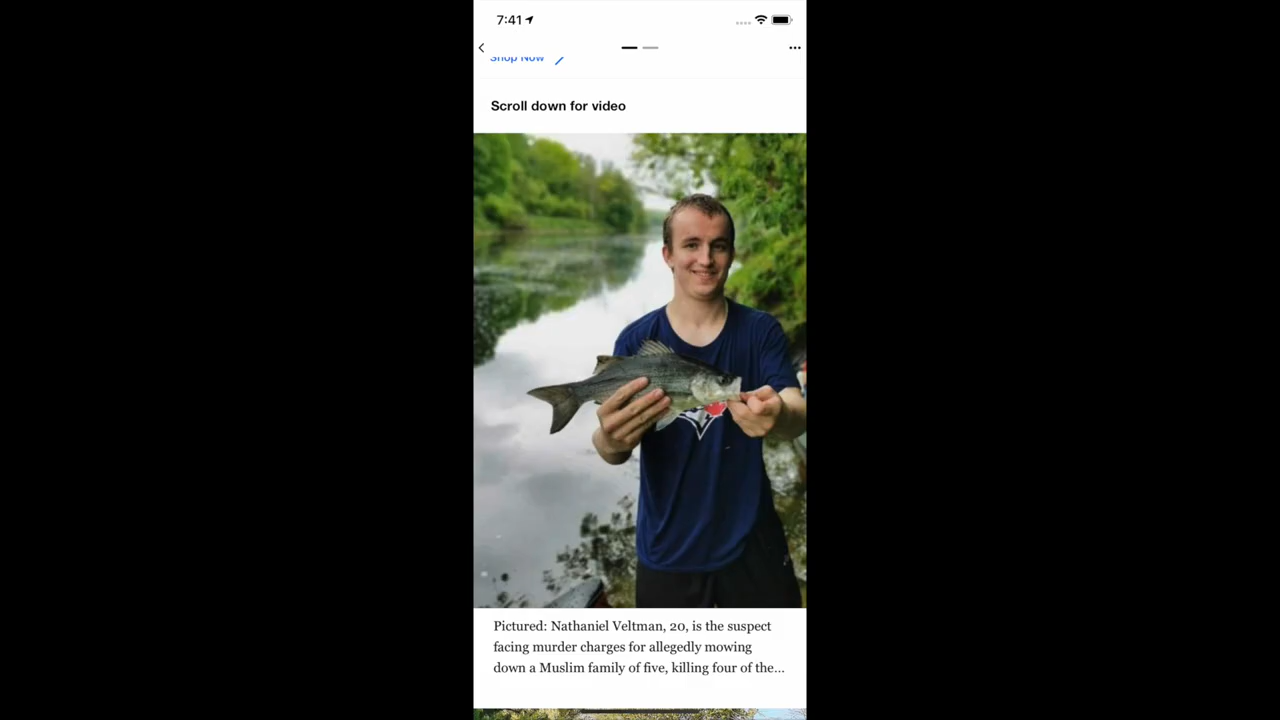 7:41
Shop Now
Scroll down for video
Pictured: Nathaniel Veltman, 20, is the suspect
facing murder charges for allegedly mowing
down a Muslim family of five, killing four of the...